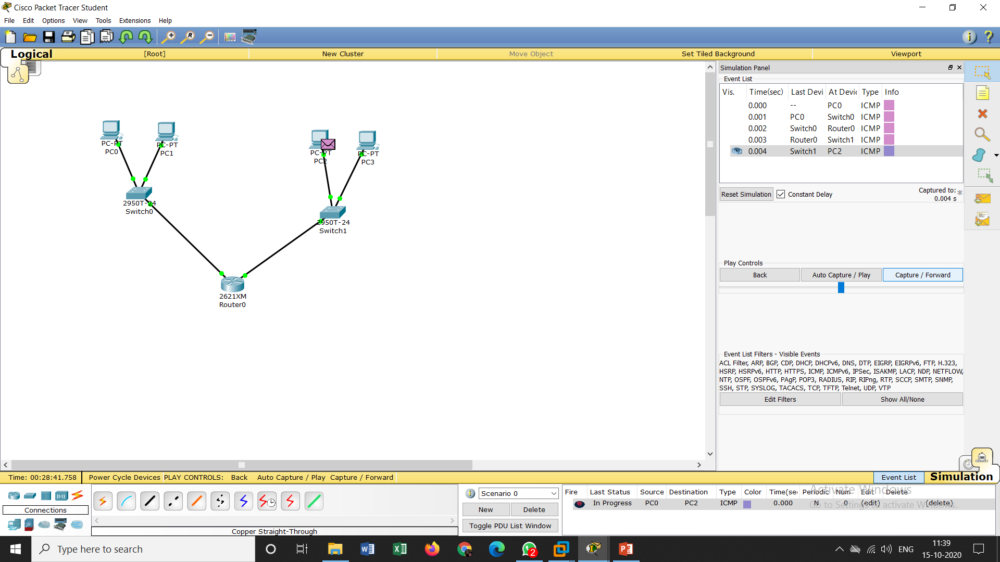 Cisco Packet Tracer Student
File Edit Options View Tools Extensions Help
Logical [Root] New Cluster Move Object Set Tiled Background Viewport
Simulation Panel
Event List
Vis. Time(sec) Last Devi At Devic Type Info
0.000 -- PC0 ICMP
0.001 PC0 Switch0 ICMP
0.002 Switch0 Router0 ICMP
0.003 Router0 Switch1 ICMP
0.004 Switch1 PC2 ICMP
Reset Simulation Constant Delay Captured to: *
0.004 s
PC-PT
PC0
PC-PT
PC1
PC-PT
PC2
PC-PT
PC3
2950T-24
Switch0
2950T-24
Switch1
2621XM
Router0
Play Controls
Back Auto Capture / Play Capture / Forward
Event List Filters - Visible Events
ACL Filter, ARP, BGP, CDP, DHCP, DHCPv6, DNS, DTP, EIGRP, EIGRPv6, FTP, H.323,
HSRP, HSRPv6, HTTP, HTTPS, ICMP, ICMPv6, IPSec, ISAKMP, LACP, NDP, NETFLOW,
NTP, OSPF, OSPFv6, PAgP, POP3, RADIUS, RIP, RIPng, RTP, SCCP, SMTP, SNMP,
SSH, STP, SYSLOG, TACACS, TCP, TFTP, Telnet, UDP, VTP
Edit Filters Show All/None
Time: 00:28:41.758 Power Cycle Devices PLAY CONTROLS: Back Auto Capture / Play Capture / Forward Event List Simulation
Connections
Copper Straight-Through
Scenario 0
New Delete
Toggle PDU List Window
Fire Last Status Source Destination Type Color Time(sec Periodic Num Edit Delete
In Progress PC0 PC2 ICMP 0.000 N 0 (edit) (delete)
Activate Windows
Go to Settings to activate Windows.
Type here to search
2
ENG
11:39
15-10-2020